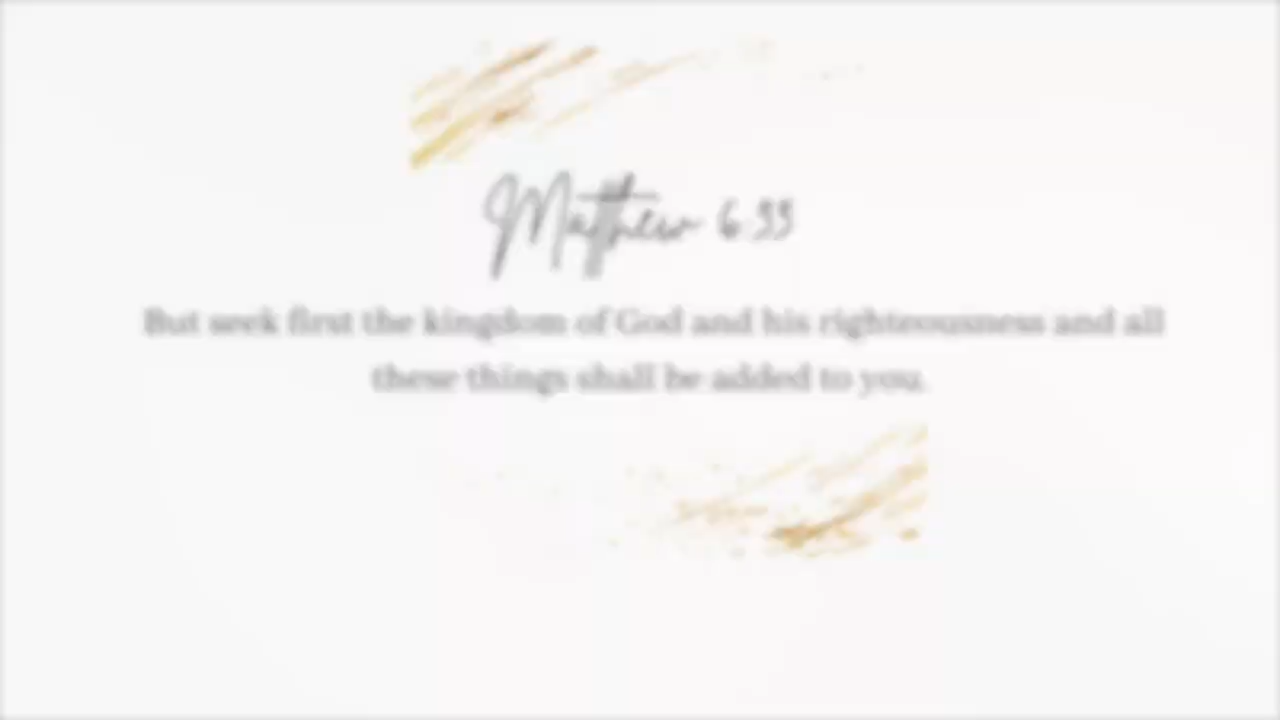 Matthew 6:33
But seek first the kingdom of God and his righteousness and all
these things shall be added to you.